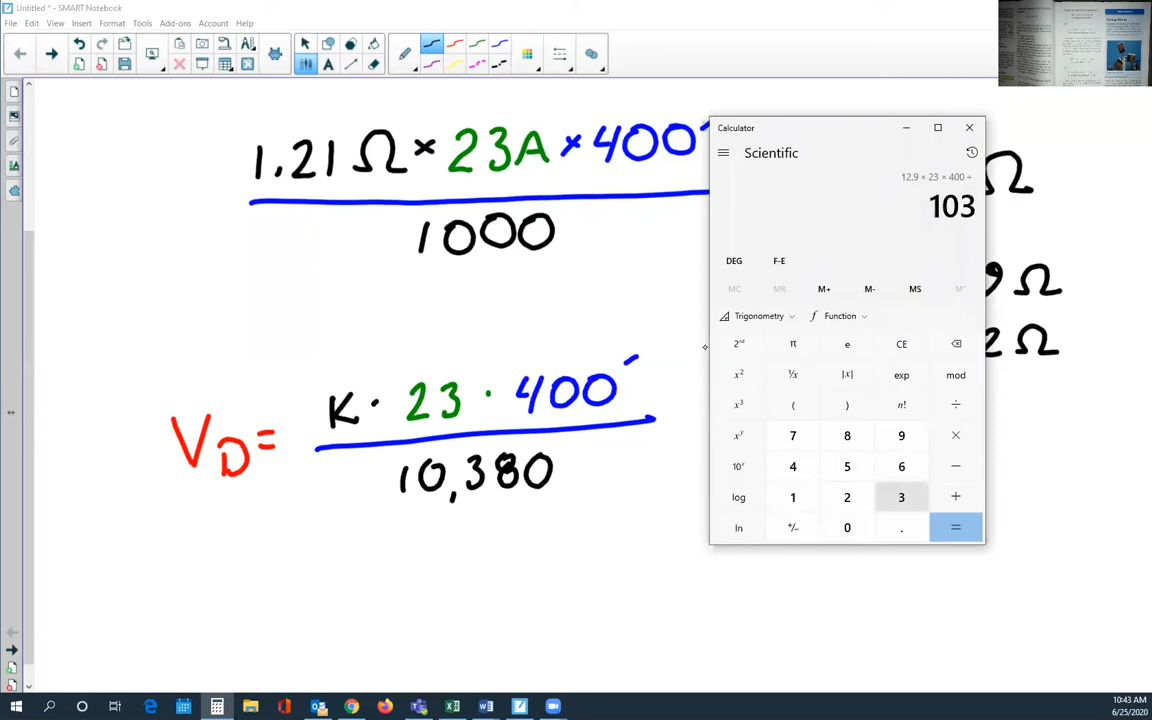 Untitled * - SMART Notebook
File Edit View Insert Format Tools Add-ons Account Help
1.21 Ω × 23A × 400'
1000
Ω
Ω
2 Ω
VD = K · 23 · 400'
10,380
Calculator
Scientific
12.9 × 23 × 400 ÷
103
DEG F-E
MC MR M+ M- MS M˅
Trigonometry Function
2ⁿᵈ π e CE
x² ¹/x |x| exp mod
x³ ( ) n! ÷
xʸ 7 8 9 ×
10ˣ 4 5 6 −
log 1 2 3 +
ln +/− 0 . =
10:43 AM
6/25/2020